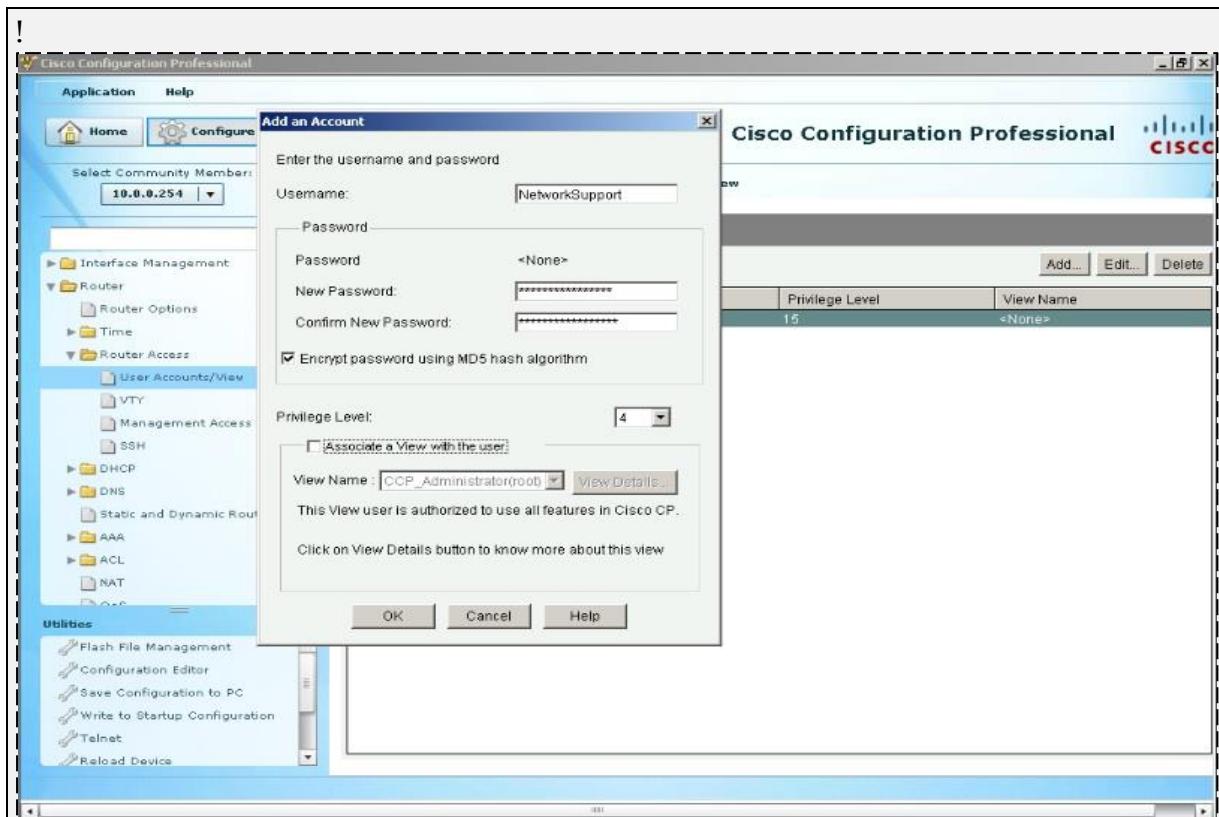 !
Cisco Configuration Professional
Application Help
Home Configure
Cisco Configuration Professional
CISCO
Select Community Member:
10.0.0.254
ew
Interface Management
Router
Router Options
Time
Router Access
User Accounts/View
VTY
Management Access
SSH
DHCP
DNS
Static and Dynamic Rout
AAA
ACL
NAT
QoS
Utilities
Flash File Management
Configuration Editor
Save Configuration to PC
Write to Startup Configuration
Telnet
Reload Device
Add an Account
Enter the username and password
Username: NetworkSupport
Password
Password <None>
New Password: ****************
Confirm New Password: *****************
Encrypt password using MD5 hash algorithm
Privilege Level: 4
Associate a View with the user
View Name : CCP_Administrator(root) View Details...
This View user is authorized to use all features in Cisco CP.
Click on View Details button to know more about this view
OK Cancel Help
Add... Edit... Delete
Privilege Level View Name
15 <None>